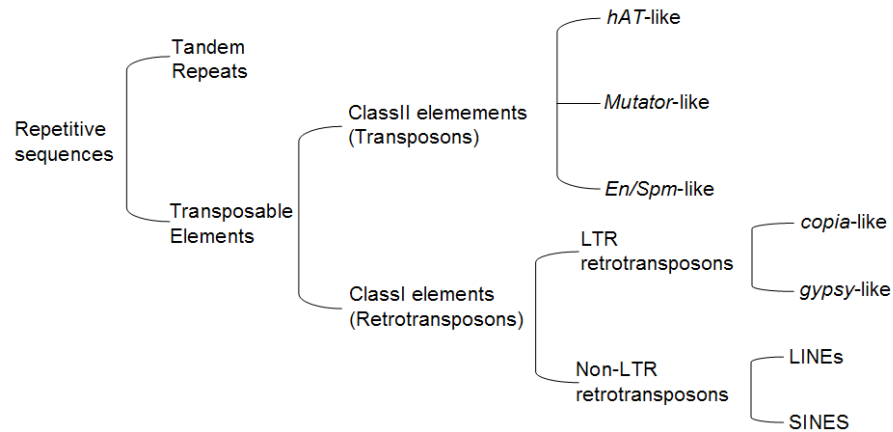 hAT-like
Tandem
Repeats
ClassII elemements
(Transposons)
Mutator-like
Repetitive
sequences
En/Spm-like
Transposable
Elements
copia-like
LTR
retrotransposons
ClassI elements
(Retrotransposons)
gypsy-like
LINEs
Non-LTR
retrotransposons
SINES